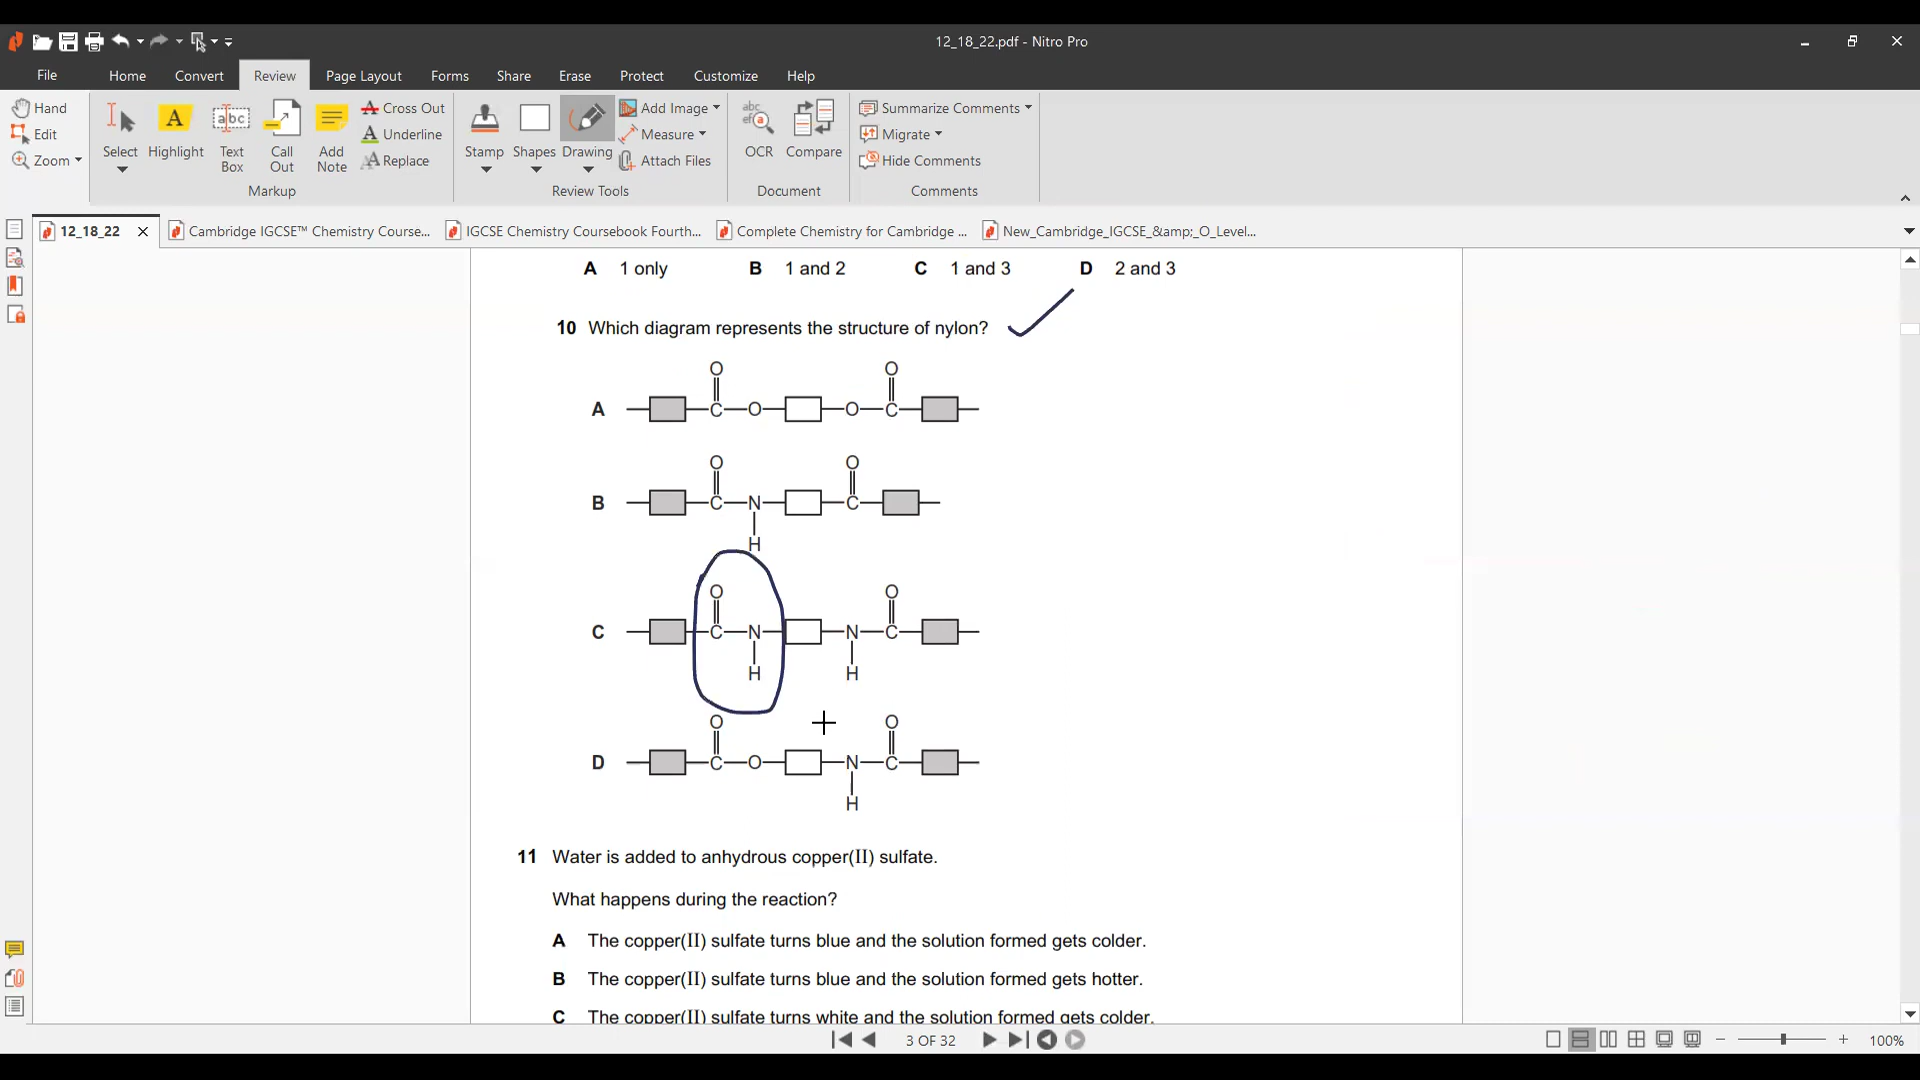 12_18_22.pdf - Nitro Pro
File Home Convert Review Page Layout Forms Share Erase Protect Customize Help
Hand
Edit
Zoom
Select
Highlight
Text Box
Call Out
Add Note
Cross Out
Underline
Replace
Markup
Stamp
Shapes
Drawing
Add Image
Measure
Attach Files
Review Tools
OCR
Compare
Document
Summarize Comments
Migrate
Hide Comments
Comments
12_18_22
Cambridge IGCSE™ Chemistry Course...
IGCSE Chemistry Coursebook Fourth...
Complete Chemistry for Cambridge ...
New_Cambridge_IGCSE_&amp;_O_Level...
A 1 only B 1 and 2 C 1 and 3 D 2 and 3
10 Which diagram represents the structure of nylon?
O O
A C O O C
O O
B C N C
H
O O
C C N N C
H H
O O
D C O N C
H
11 Water is added to anhydrous copper(II) sulfate.
What happens during the reaction?
A The copper(II) sulfate turns blue and the solution formed gets colder.
B The copper(II) sulfate turns blue and the solution formed gets hotter.
C The copper(II) sulfate turns white and the solution formed gets colder.
3 OF 32
100%